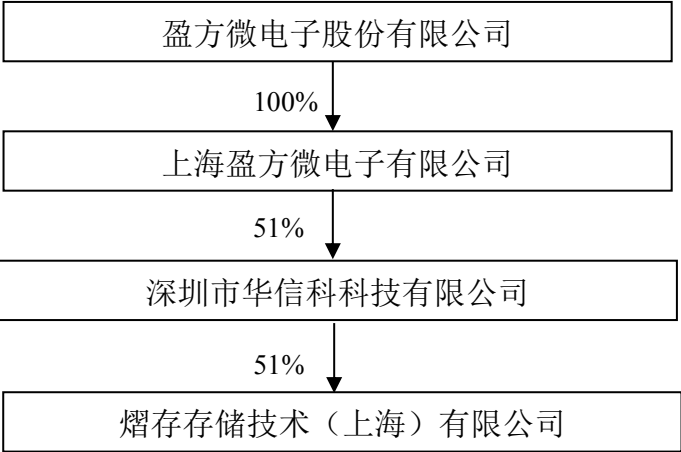 盈方微电子股份有限公司
100%
上海盈方微电子有限公司
51%
深圳市华信科科技有限公司
51%
熠存存储技术（上海）有限公司